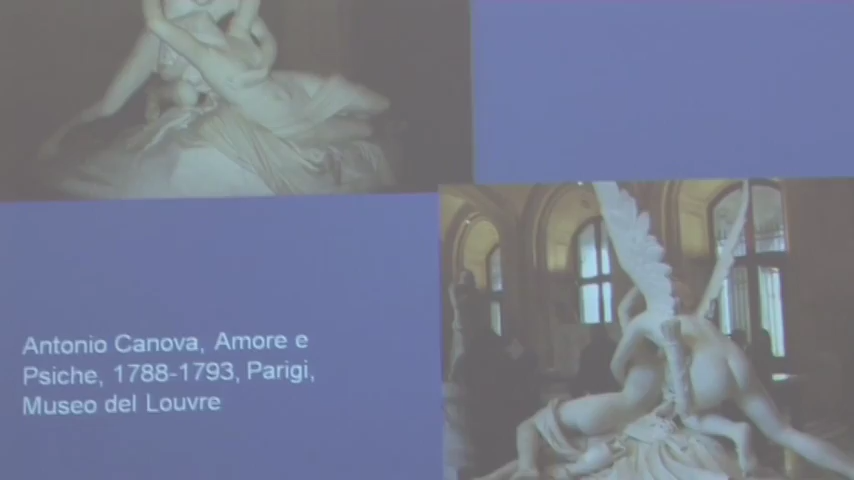 Antonio Canova, Amore e
Psiche, 1788-1793, Parigi,
Museo del Louvre